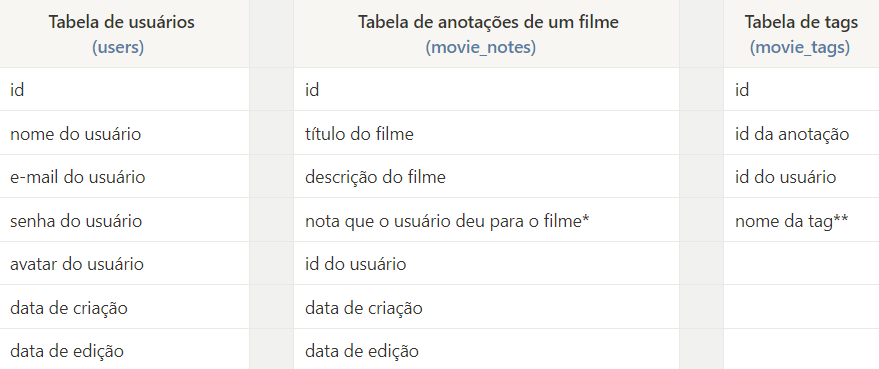 Tabela de usuários
(users)
Tabela de anotações de um filme
(movie_notes)
Tabela de tags
(movie_tags)
id
id
id
nome do usuário
título do filme
id da anotação
e-mail do usuário
descrição do filme
id do usuário
senha do usuário
nota que o usuário deu para o filme*
nome da tag**
avatar do usuário
id do usuário
data de criação
data de criação
data de edição
data de edição